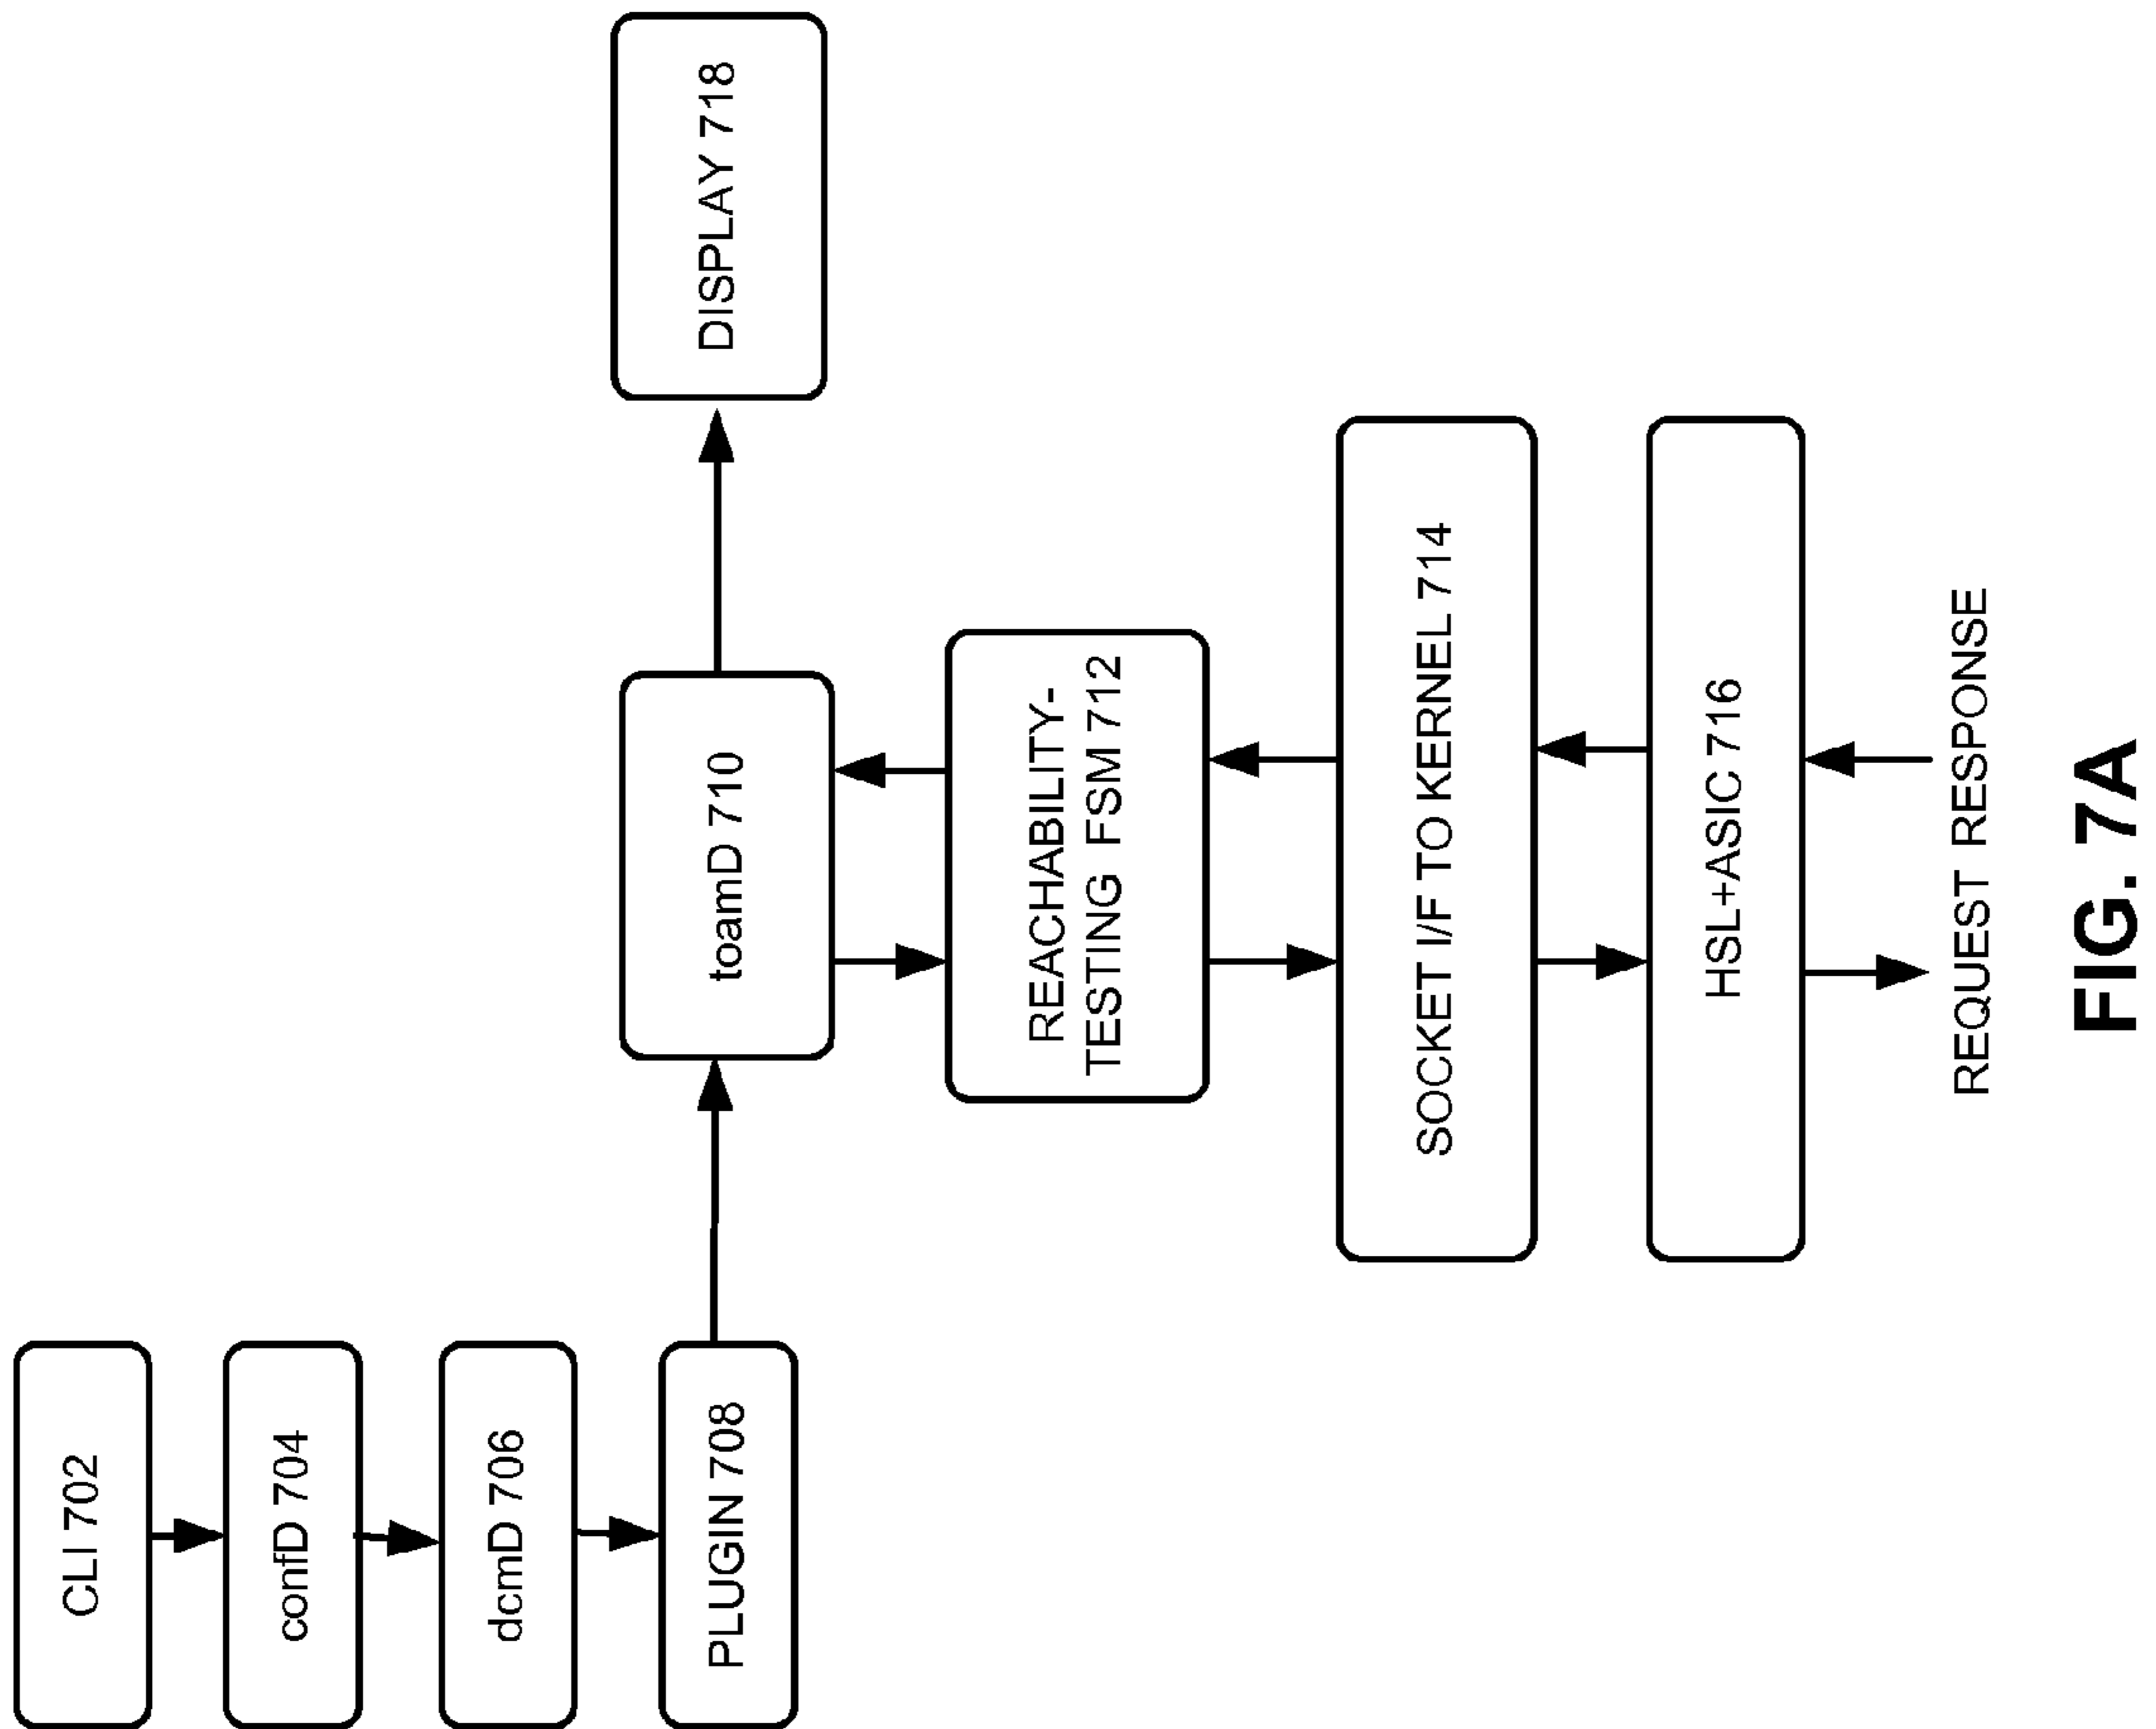 CLI 702
confD 704
dcmD 706
PLUGIN 708
toamD 710
DISPLAY 718
REACHABILITY-
TESTING FSM 712
SOCKET I/F TO KERNEL 714
HSL+ASIC 716
REQUEST RESPONSE
FIG. 7A